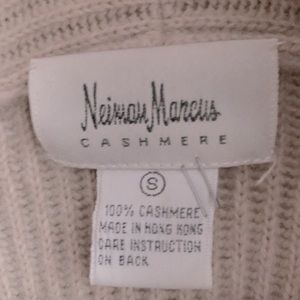 Neiman Marcus
CASHMERE
S
100% CASHMERE
MADE IN HONG KONG
CARE INSTRUCTION
ON BACK